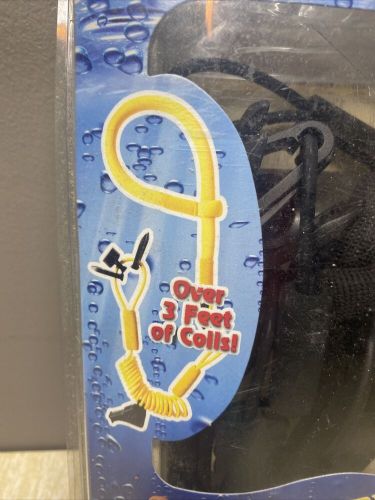 Over
3 Feet
of Coils!